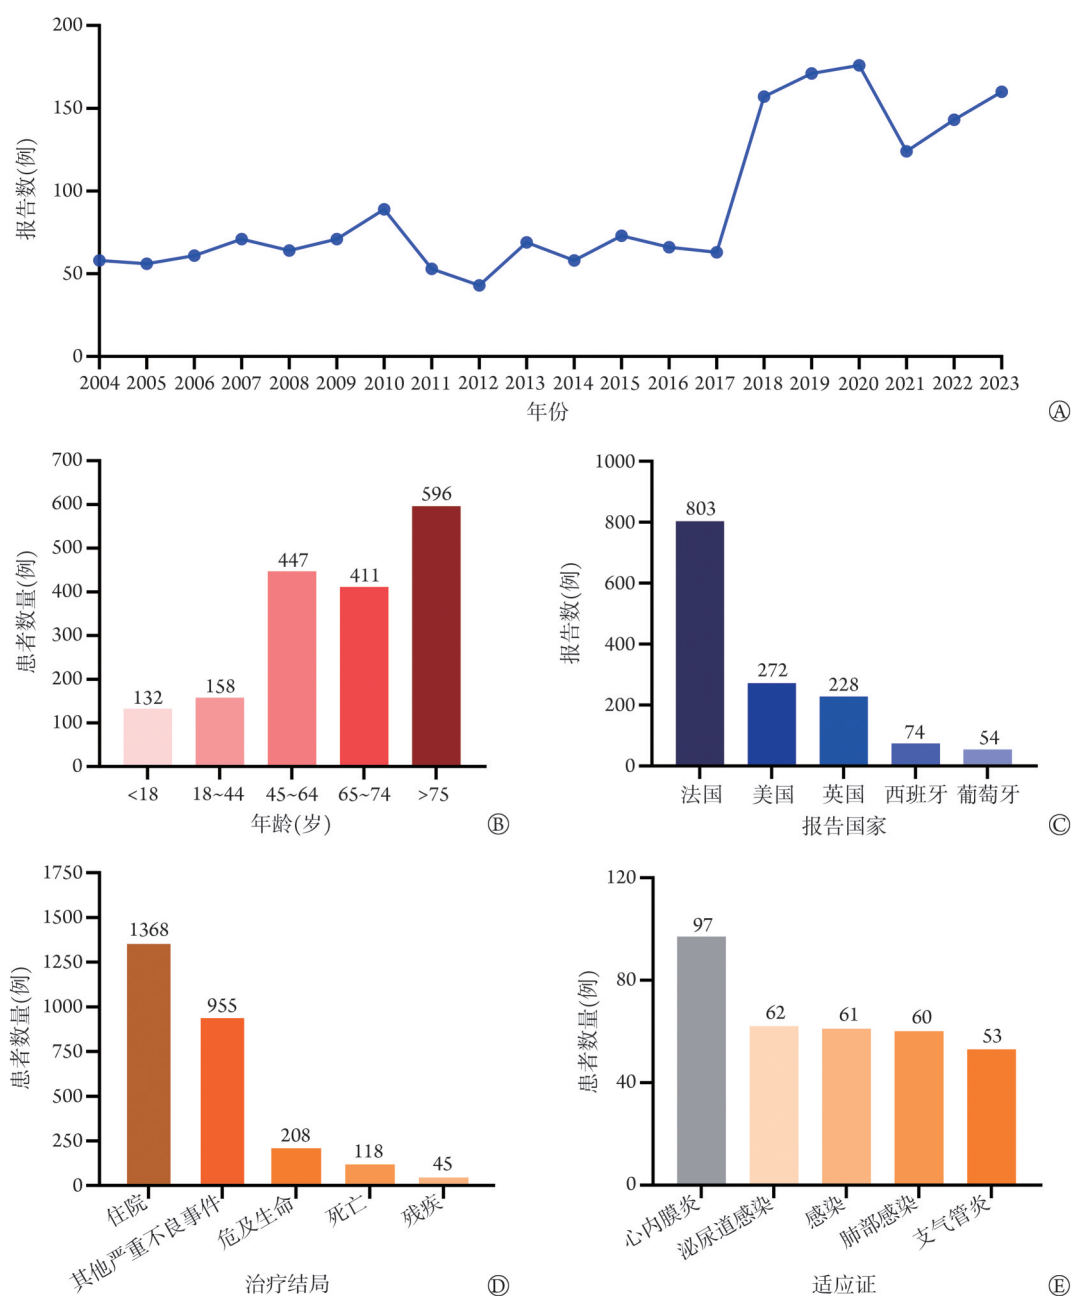 200
150
100
50
0
报告数(例)
2004 2005 2006 2007 2008 2009 2010 2011 2012 2013 2014 2015 2016 2017 2018 2019 2020 2021 2022 2023
年份
Ⓐ
700
600
500
400
300
200
100
0
患者数量(例)
132 158 447 411 596
<18 18~44 45~64 65~74 >75
年龄(岁)
Ⓑ
1000
800
600
400
200
0
报告数(例)
803 272 228 74 54
法国 美国 英国 西班牙 葡萄牙
报告国家
Ⓒ
1750
1500
1250
1000
750
500
250
0
患者数量(例)
1368 955 208 118 45
住院 其他严重不良事件 危及生命 死亡 残疾
治疗结局
Ⓓ
120
80
40
0
患者数量(例)
97 62 61 60 53
心内膜炎 泌尿道感染 感染 肺部感染 支气管炎
适应证
Ⓔ